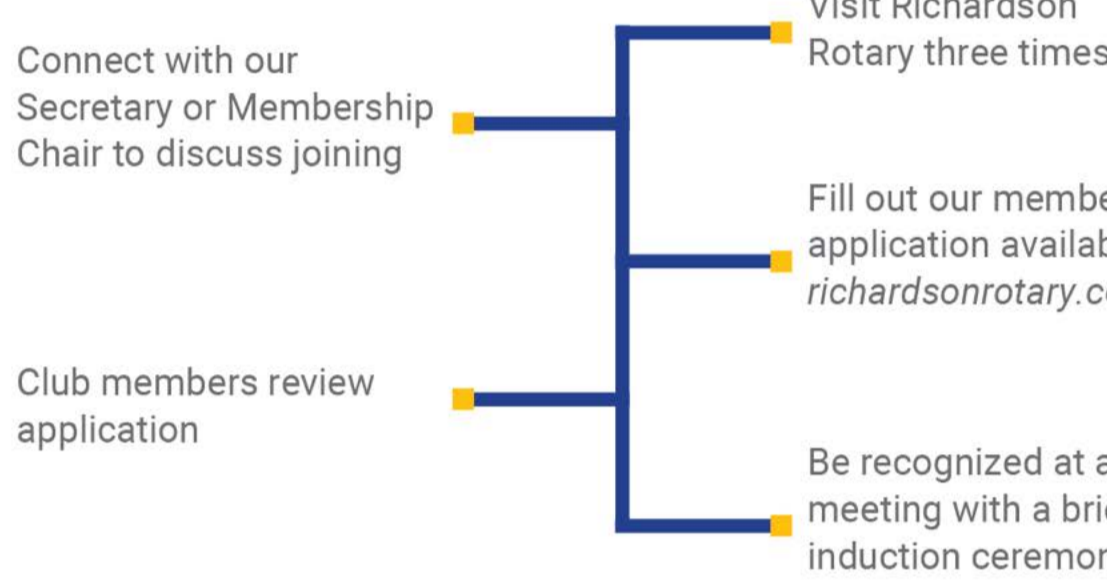 Visit Richardson
Rotary three times
Connect with our
Secretary or Membership
Chair to discuss joining
Fill out our
application
Club members review
application
Be recognized at a
meeting with a
induction